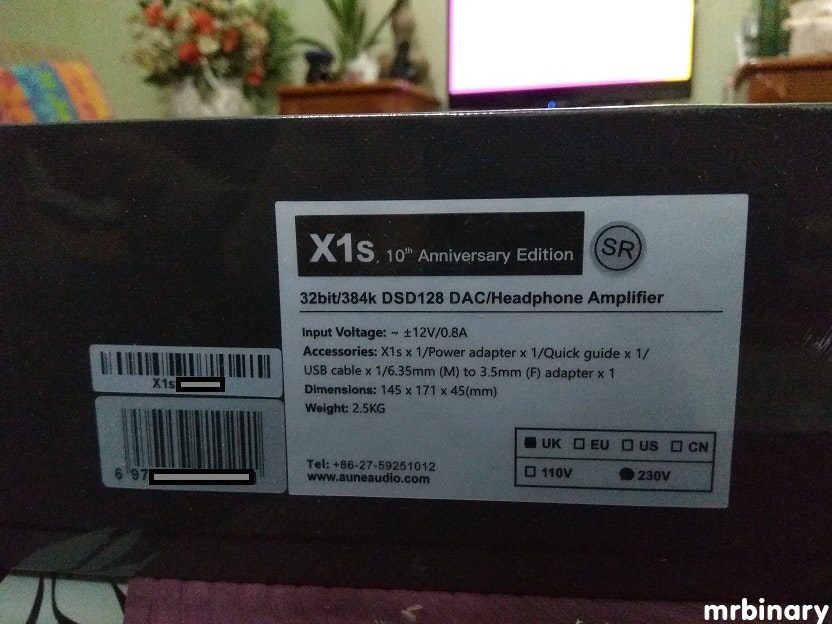 X1s. 10th Anniversary Edition SR
32bit/384k DSD128 DAC/Headphone Amplifier
Input Voltage: ~ ±12V/0.8A
Accessories: X1s x 1/Power adapter x 1/Quick guide x 1/
USB cable x 1/6.35mm (M) to 3.5mm (F) adapter x 1
Dimensions: 145 x 171 x 45(mm)
Weight: 2.5KG
UK EU US CN
110V 230V
Tel: +86-27-59251012
www.auneaudio.com
X1s
6 97
mrbinary